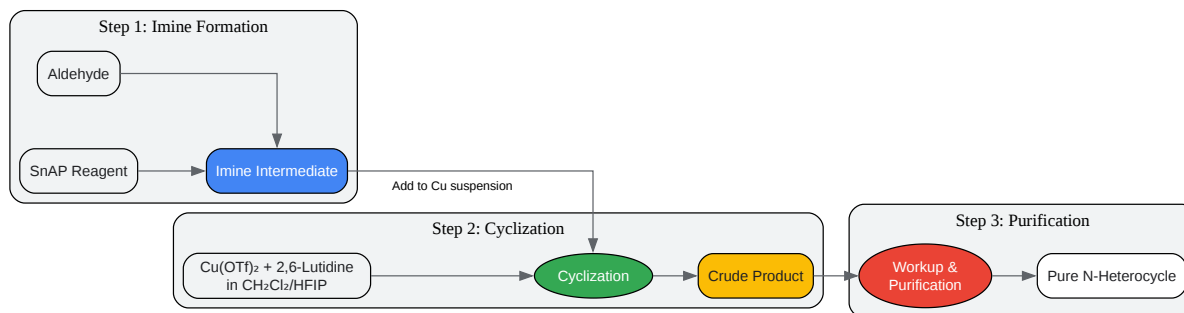 Step 1: Imine Formation
Aldehyde
SnAP Reagent
Imine Intermediate
Add to Cu suspension
Step 2: Cyclization
Cu(OTf)₂ + 2,6-Lutidine
in CH₂Cl₂/HFIP
Cyclization
Crude Product
Step 3: Purification
Workup &
Purification
Pure N-Heterocycle